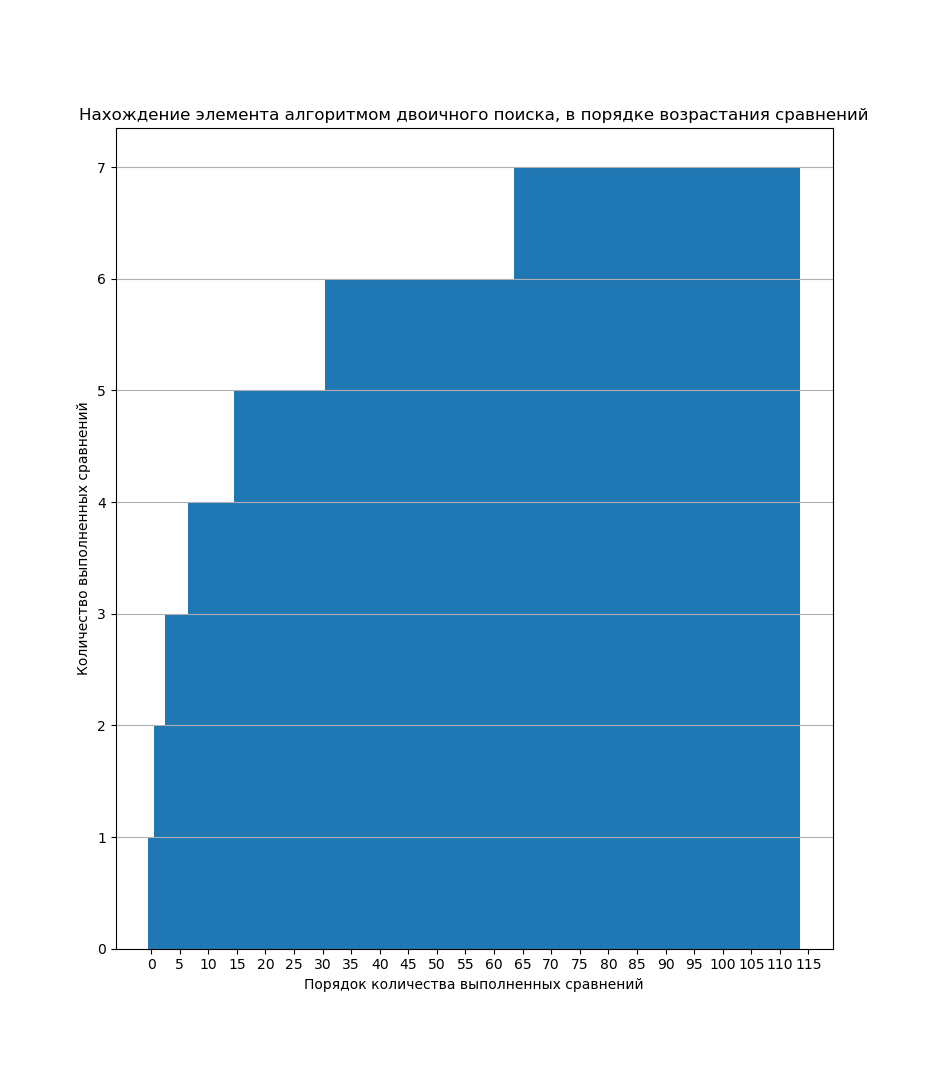 Нахождение элемента алгоритмом двоичного поиска, в порядке возрастания сравнений
7
6
5
4
3
2
1
0
Количество выполненных сравнений
0 5 10 15 20 25 30 35 40 45 50 55 60 65 70 75 80 85 90 95 100 105 110 115
Порядок количества выполненных сравнений